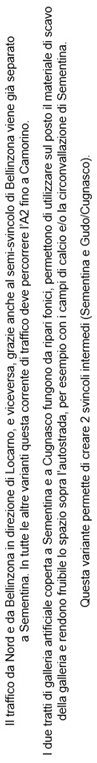 Il traffico da Nord e da Bellinzona in direzione di Locarno, e viceversa, grazie anche al semi-svincolo di Bellinzona viene già separato
a Sementina. In tutte le altre varianti questa corrente di traffico deve percorrere l'A2 fino a Camorino.
I due tratti di galleria artificiale coperta a Sementina e a Cugnasco fungono da ripari fonici, permettono di utilizzare sul posto il materiale di scavo
della galleria e rendono fruibile lo spazio sopra l'autostrada, per esempio con i campi di calcio e/o la circonvallazione di Sementina.
Questa variante permette di creare 2 svincoli intermedi (Sementina e Gudo/Cugnasco).